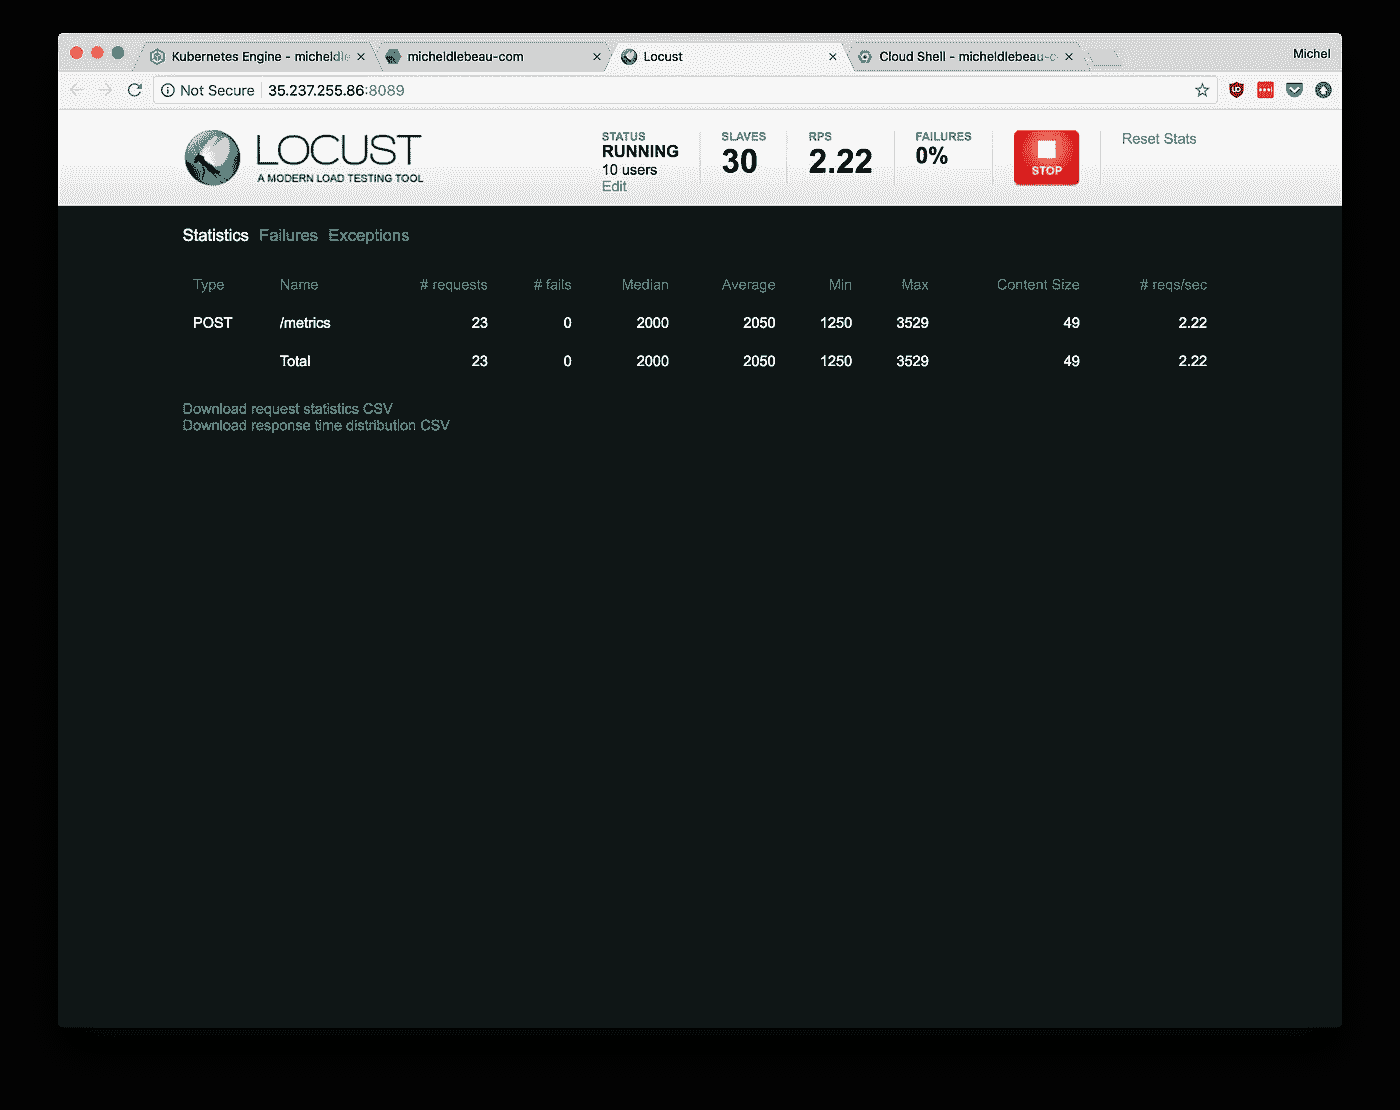 Kubernetes Engine - micheldle
micheldlebeau-com
Locust
Cloud Shell - micheldlebeau-c
Michel
Not Secure 35.237.255.86:8089
LOCUST
A MODERN LOAD TESTING TOOL
STATUS
RUNNING
10 users
Edit
SLAVES
30
RPS
2.22
FAILURES
0%
STOP
Reset Stats
Statistics Failures Exceptions
Type Name # requests # fails Median Average Min Max Content Size # reqs/sec
POST /metrics 23 0 2000 2050 1250 3529 49 2.22
Total 23 0 2000 2050 1250 3529 49 2.22
Download request statistics CSV
Download response time distribution CSV